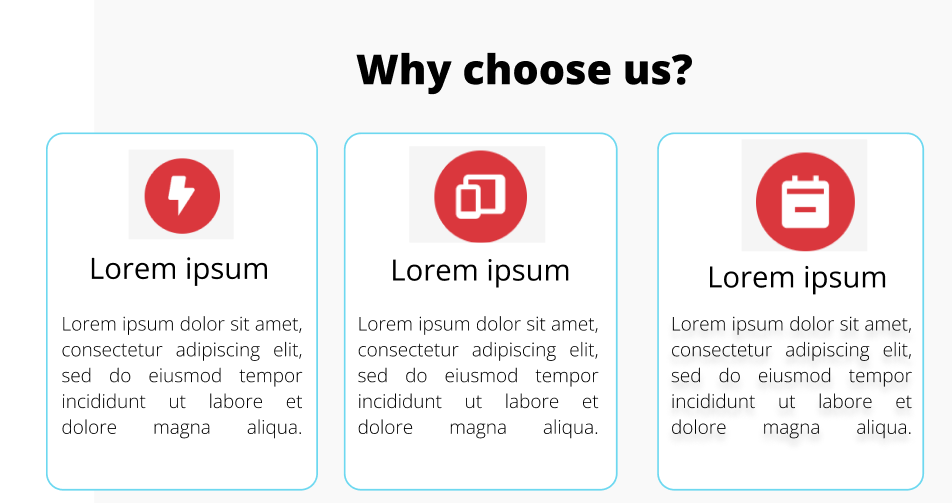 Why choose us?
Lorem ipsum
Lorem ipsum dolor sit amet,
consectetur adipiscing elit,
sed do eiusmod tempor
incididunt ut labore et
dolore magna aliqua.
Lorem ipsum
Lorem ipsum dolor sit amet,
consectetur adipiscing elit,
sed do eiusmod tempor
incididunt ut labore et
dolore magna aliqua.
Lorem ipsum
Lorem ipsum dolor sit amet,
consectetur adipiscing elit,
sed do eiusmod tempor
incididunt ut labore et
dolore magna aliqua.